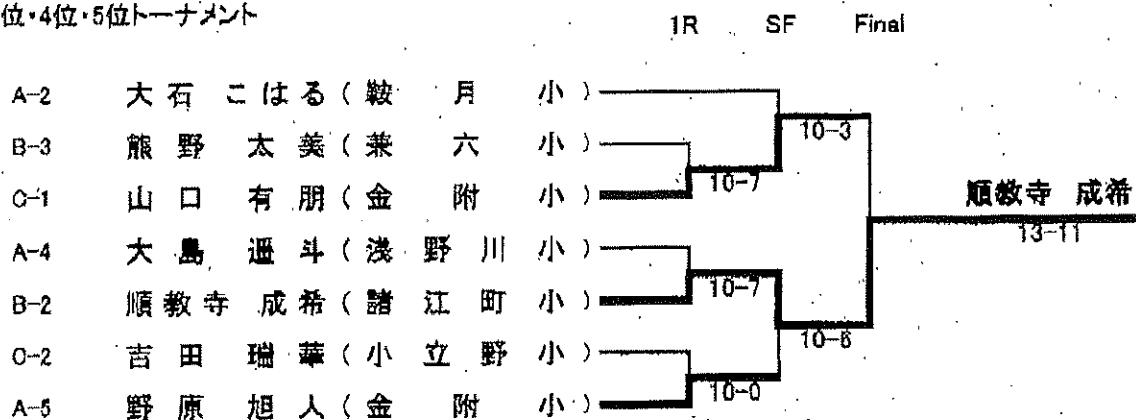 位・4位・5位トーナメント
1R SF Final
A-2 大石 こはる(鞍月小)
B-3 熊野 太美(兼六小)
C-1 山口 有朋(金附小)
A-4 大島 遥斗(浅野川小)
B-2 順教寺 成希(諸江町小)
C-2 吉田 瑞華(小立野小)
A-5 野原 旭人(金附小)
10-3
10-7
順教寺 成希
13-11
10-7
10-6
10-0